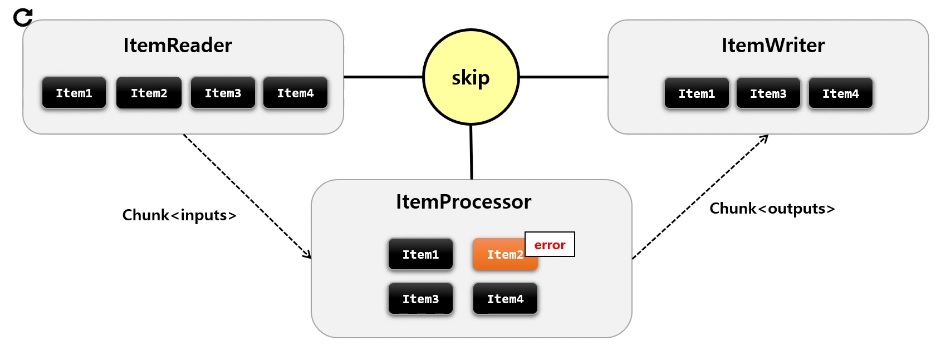 ItemReader
Item1 Item2 Item3 Item4
skip
ItemWriter
Item1 Item3 Item4
Chunk<inputs>
Chunk<outputs>
ItemProcessor
Item1 Item2 error
Item3 Item4